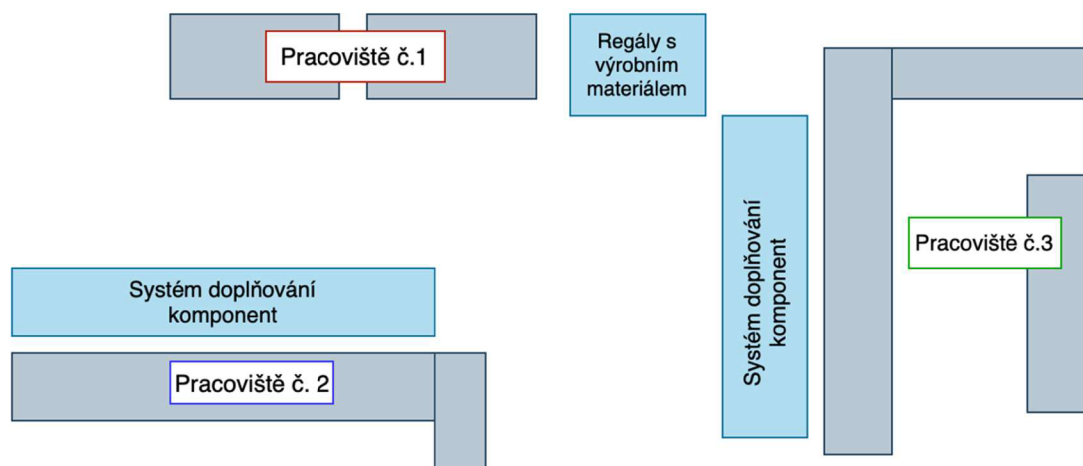 Pracoviště č.1
Regály s
výrobním
materiálem
Systém doplňování
komponent
Pracoviště č.3
Systém doplňování
komponent
Pracoviště č. 2